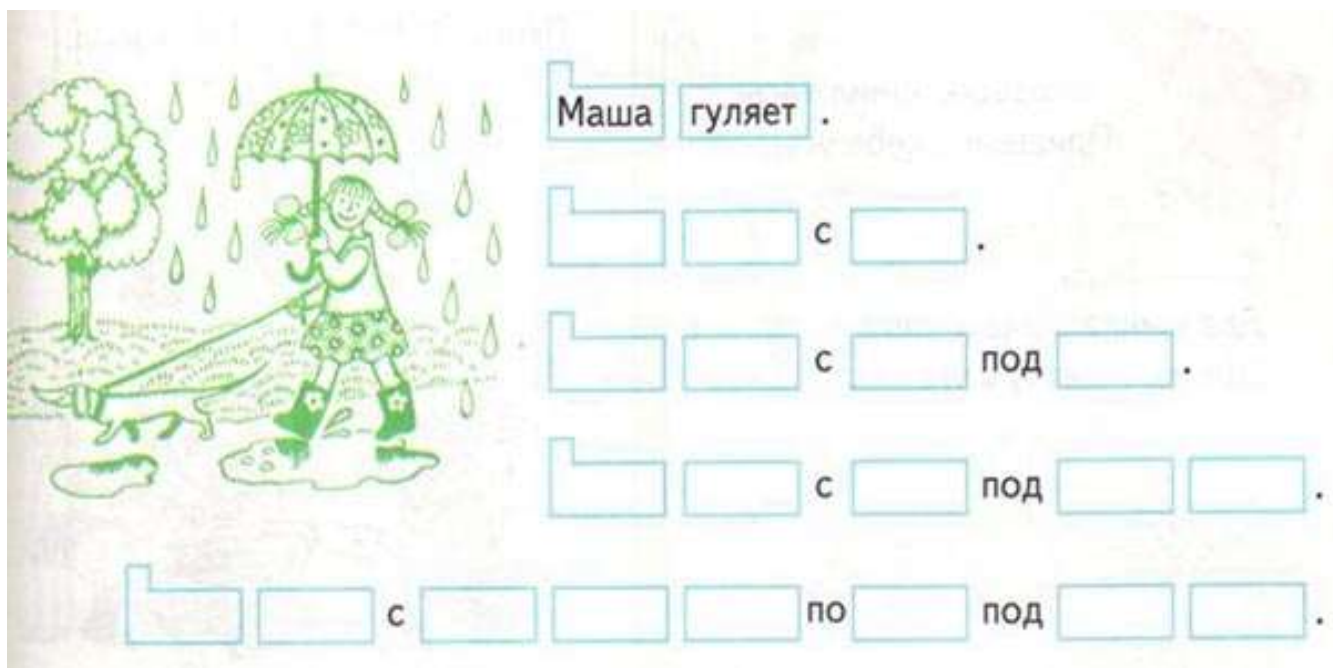 Маша гуляет .
с .
с под .
с под .
с по под .